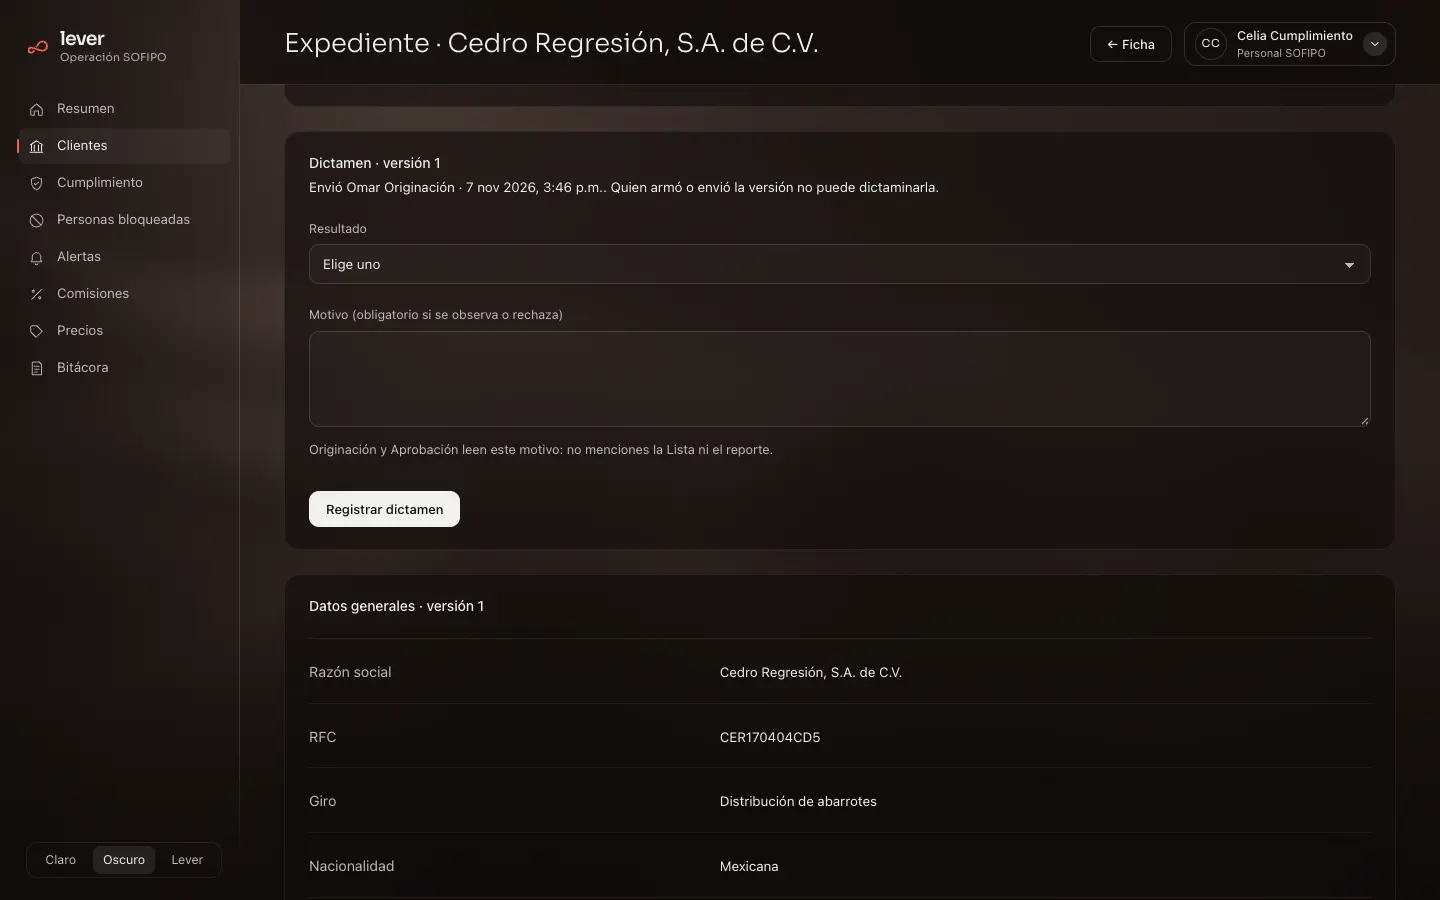 lever
Operación SOFIPO
Expediente · Cedro Regresión, S.A. de C.V.
← Ficha
CC
Celia Cumplimiento
Personal SOFIPO
Resumen
Clientes
Cumplimiento
Personas bloqueadas
Alertas
Comisiones
Precios
Bitácora
Dictamen · versión 1
Envió Omar Originación · 7 nov 2026, 3:46 p.m.. Quien armó o envió la versión no puede dictaminarla.
Resultado
Elige uno
Motivo (obligatorio si se observa o rechaza)
Originación y Aprobación leen este motivo: no menciones la Lista ni el reporte.
Registrar dictamen
Datos generales · versión 1
Razón social
Cedro Regresión, S.A. de C.V.
RFC
CER170404CD5
Giro
Distribución de abarrotes
Nacionalidad
Mexicana
Claro
Oscuro
Lever